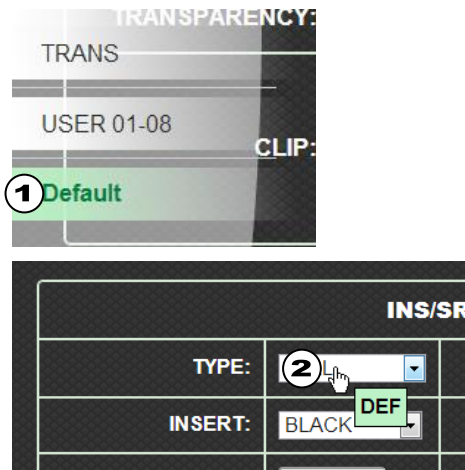 TRANSPARENCY:
TRANS
USER 01-08
CLIP:
1 Default
INS/SR
TYPE: 2 L
INSERT: BLACK
DEF